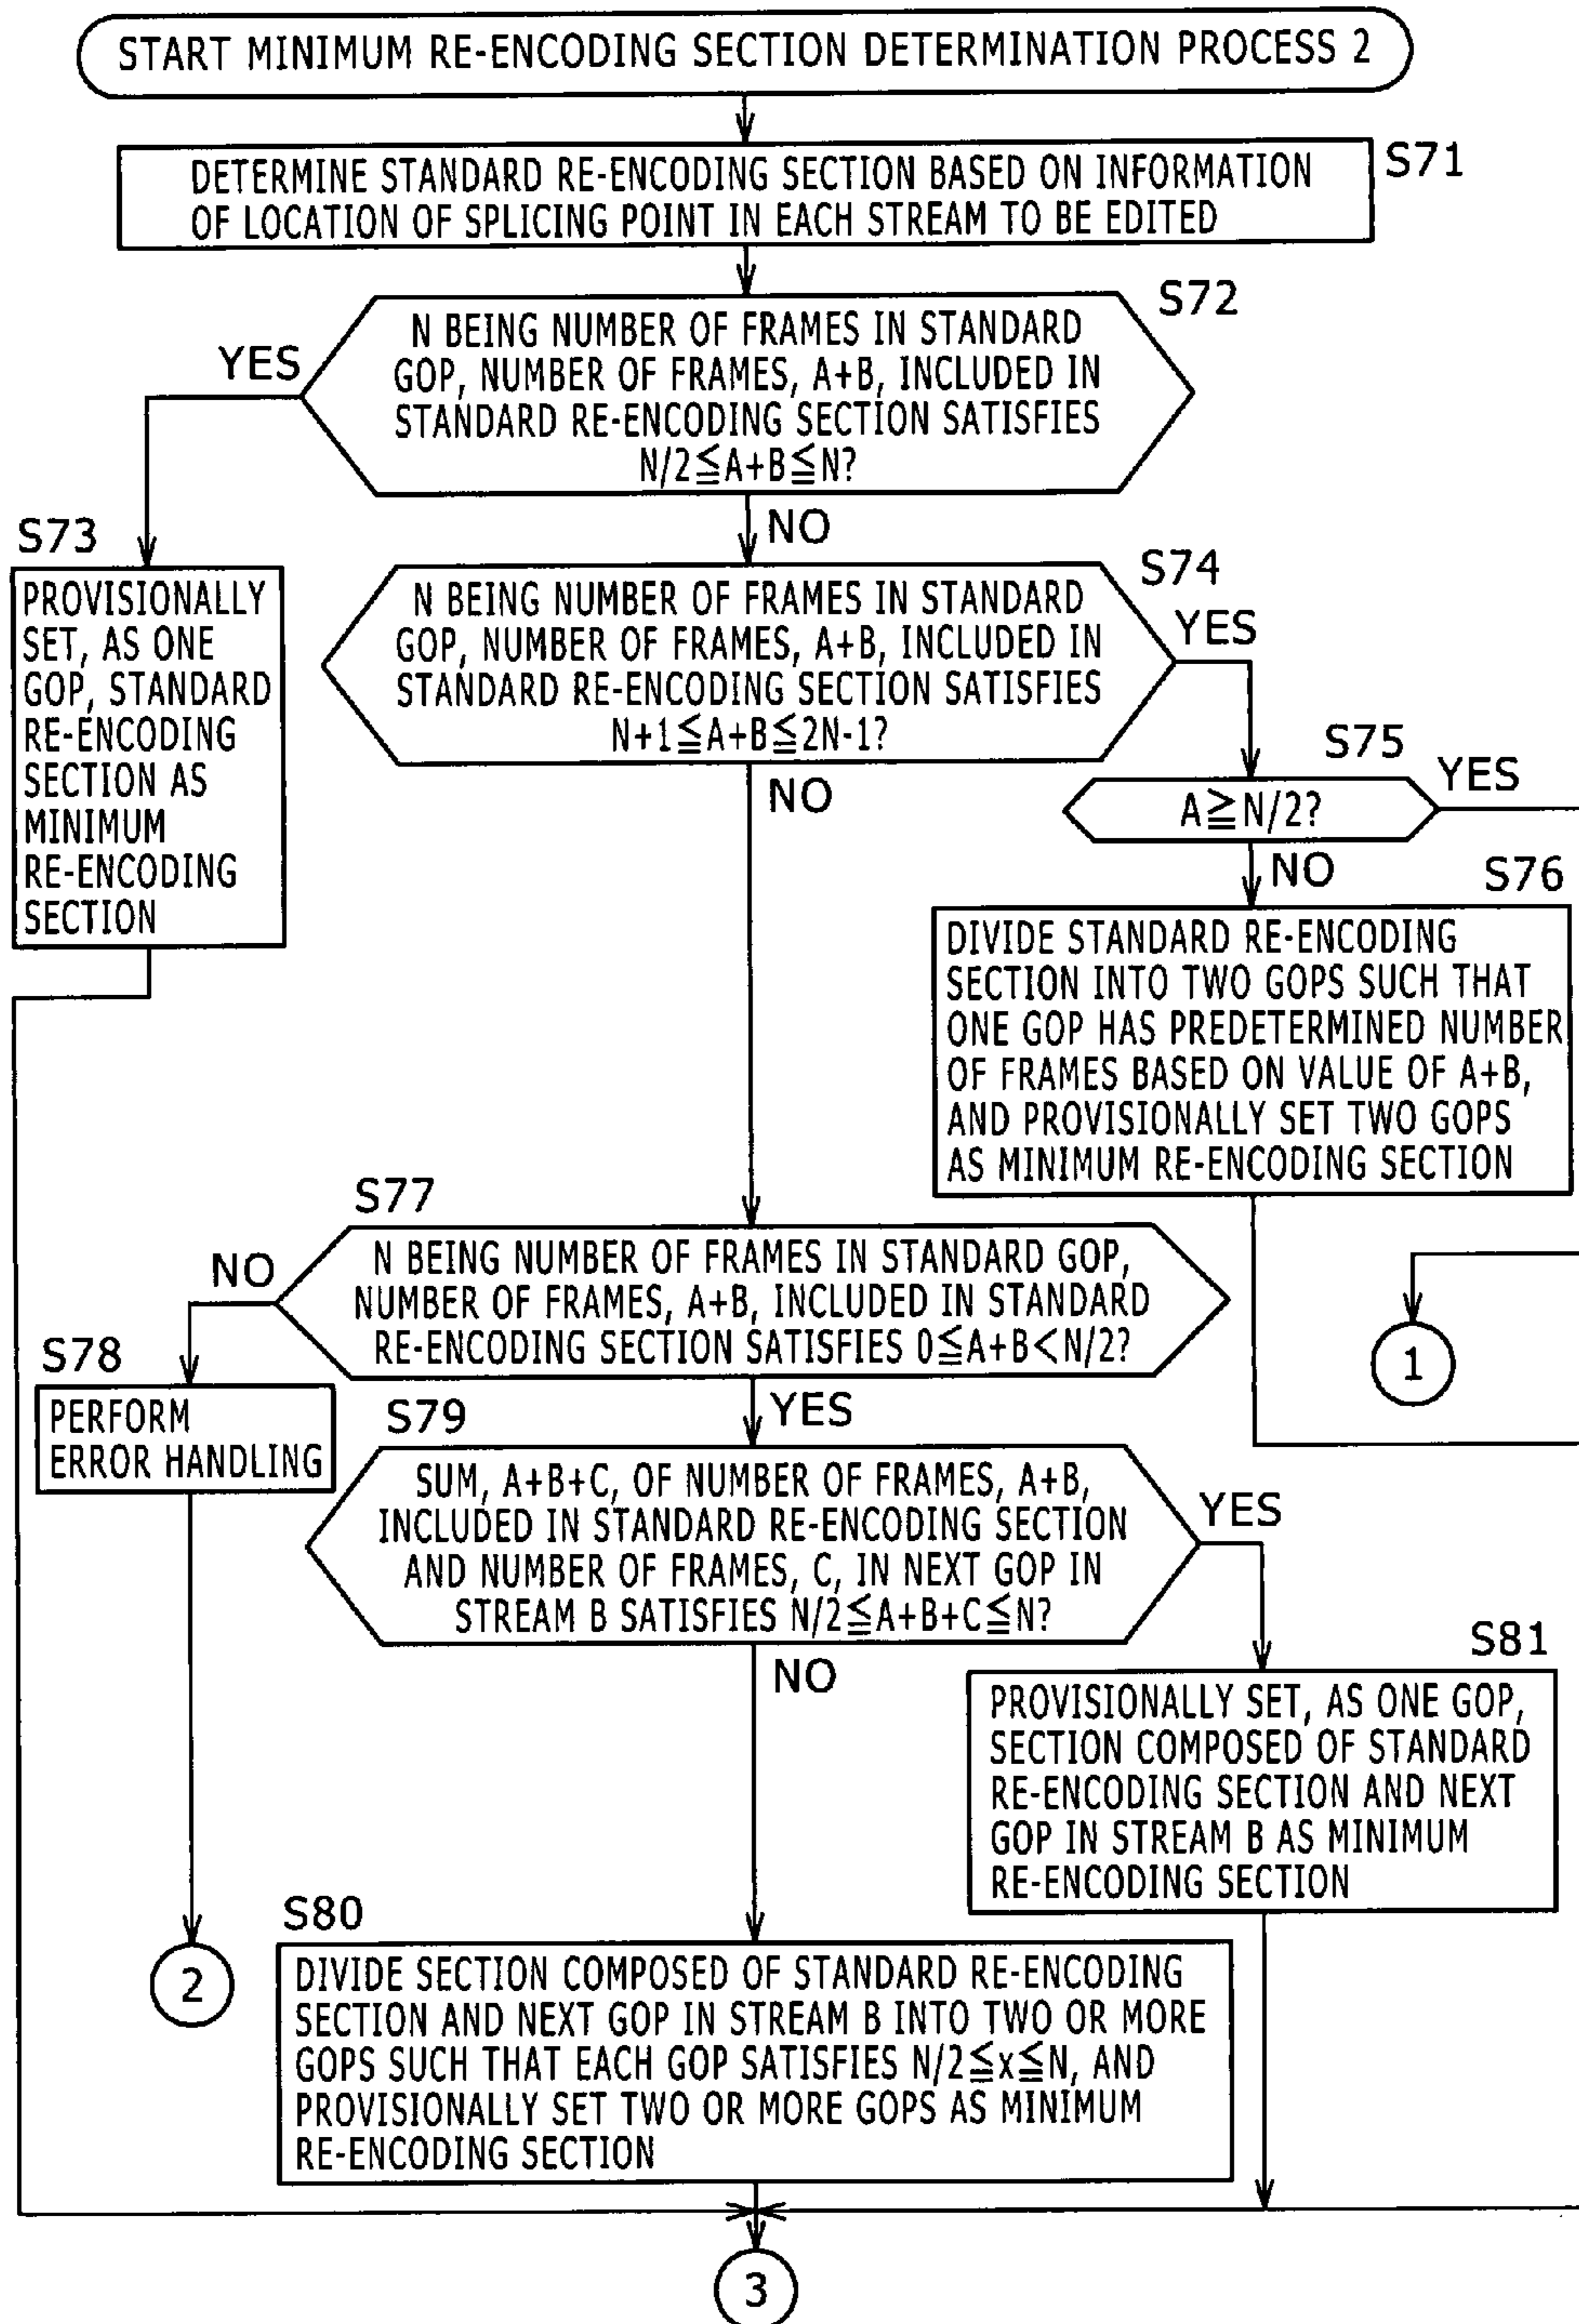 START MINIMUM RE-ENCODING SECTION DETERMINATION PROCESS 2
S71
DETERMINE STANDARD RE-ENCODING SECTION BASED ON INFORMATION
OF LOCATION OF SPLICING POINT IN EACH STREAM TO BE EDITED
S72
N BEING NUMBER OF FRAMES IN STANDARD
GOP, NUMBER OF FRAMES, A+B, INCLUDED IN
STANDARD RE-ENCODING SECTION SATISFIES
N/2≦A+B≦N?
YES
NO
S73
PROVISIONALLY
SET, AS ONE
GOP, STANDARD
RE-ENCODING
SECTION AS
MINIMUM
RE-ENCODING
SECTION
S74
N BEING NUMBER OF FRAMES IN STANDARD
GOP, NUMBER OF FRAMES, A+B, INCLUDED IN
STANDARD RE-ENCODING SECTION SATISFIES
N+1≦A+B≦2N-1?
YES
NO
S75
A≧N/2?
YES
NO
S76
DIVIDE STANDARD RE-ENCODING
SECTION INTO TWO GOPS SUCH THAT
ONE GOP HAS PREDETERMINED NUMBER
OF FRAMES BASED ON VALUE OF A+B,
AND PROVISIONALLY SET TWO GOPS
AS MINIMUM RE-ENCODING SECTION
S77
N BEING NUMBER OF FRAMES IN STANDARD GOP,
NUMBER OF FRAMES, A+B, INCLUDED IN STANDARD
RE-ENCODING SECTION SATISFIES 0≦A+B<N/2?
NO
YES
1
S78
PERFORM
ERROR HANDLING
S79
SUM, A+B+C, OF NUMBER OF FRAMES, A+B,
INCLUDED IN STANDARD RE-ENCODING SECTION
AND NUMBER OF FRAMES, C, IN NEXT GOP IN
STREAM B SATISFIES N/2≦A+B+C≦N?
YES
NO
S81
PROVISIONALLY SET, AS ONE GOP,
SECTION COMPOSED OF STANDARD
RE-ENCODING SECTION AND NEXT
GOP IN STREAM B AS MINIMUM
RE-ENCODING SECTION
2
S80
DIVIDE SECTION COMPOSED OF STANDARD RE-ENCODING
SECTION AND NEXT GOP IN STREAM B INTO TWO OR MORE
GOPS SUCH THAT EACH GOP SATISFIES N/2≦x≦N, AND
PROVISIONALLY SET TWO OR MORE GOPS AS MINIMUM
RE-ENCODING SECTION
3